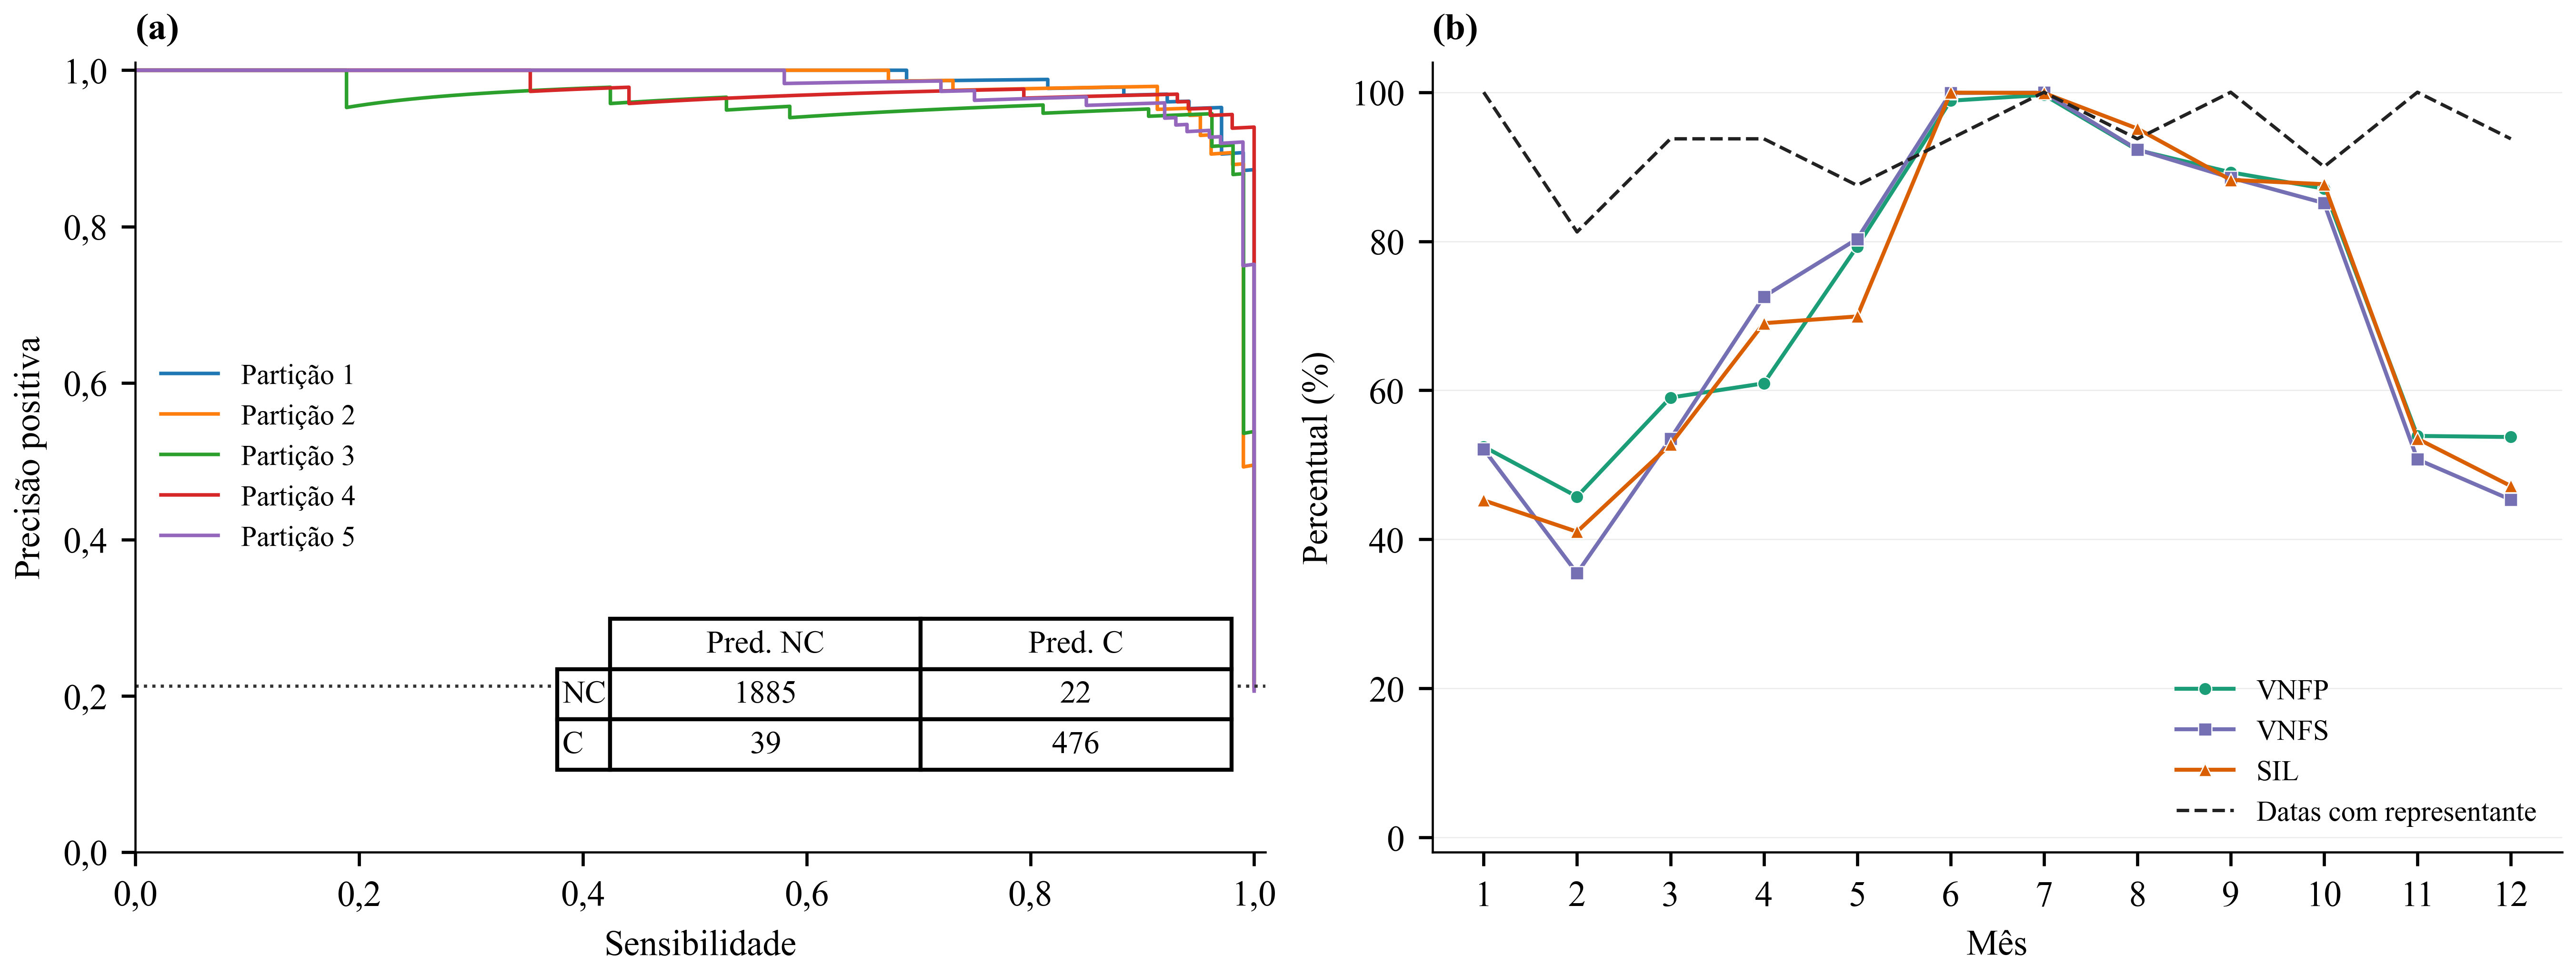 (a)
1,0
0,8
0,6
0,4
0,2
0,0
Precisão positiva
Partição 1
Partição 2
Partição 3
Partição 4
Partição 5
Pred. NC Pred. C
NC 1885 22
C 39 476
0,0 0,2 0,4 0,6 0,8 1,0
Sensibilidade
(b)
100
80
60
40
20
0
Percentual (%)
VNFP
VNFS
SIL
Datas com representante
1 2 3 4 5 6 7 8 9 10 11 12
Mês